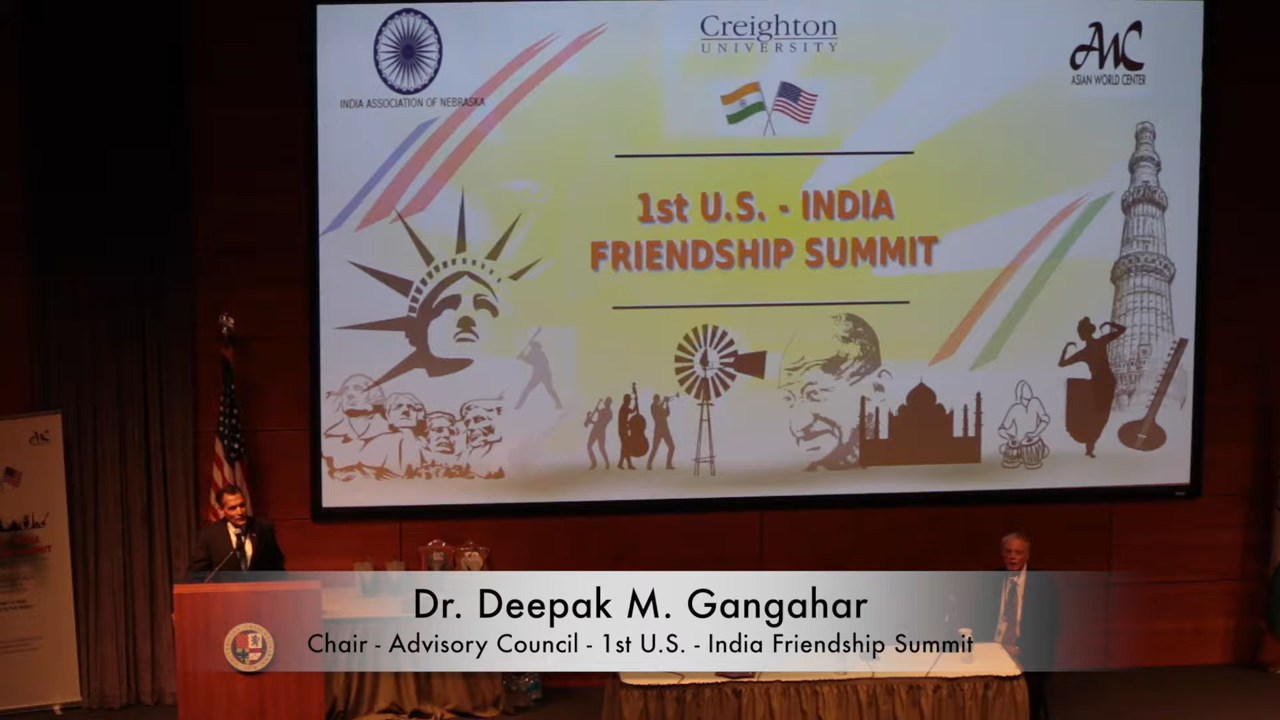 INDIA ASSOCIATION OF NEBRASKA
Creighton
UNIVERSITY
AWC
ASIAN WORLD CENTER
1st U.S. - INDIA
FRIENDSHIP SUMMIT
Dr. Deepak M. Gangahar
Chair - Advisory Council - 1st U.S. - India Friendship Summit